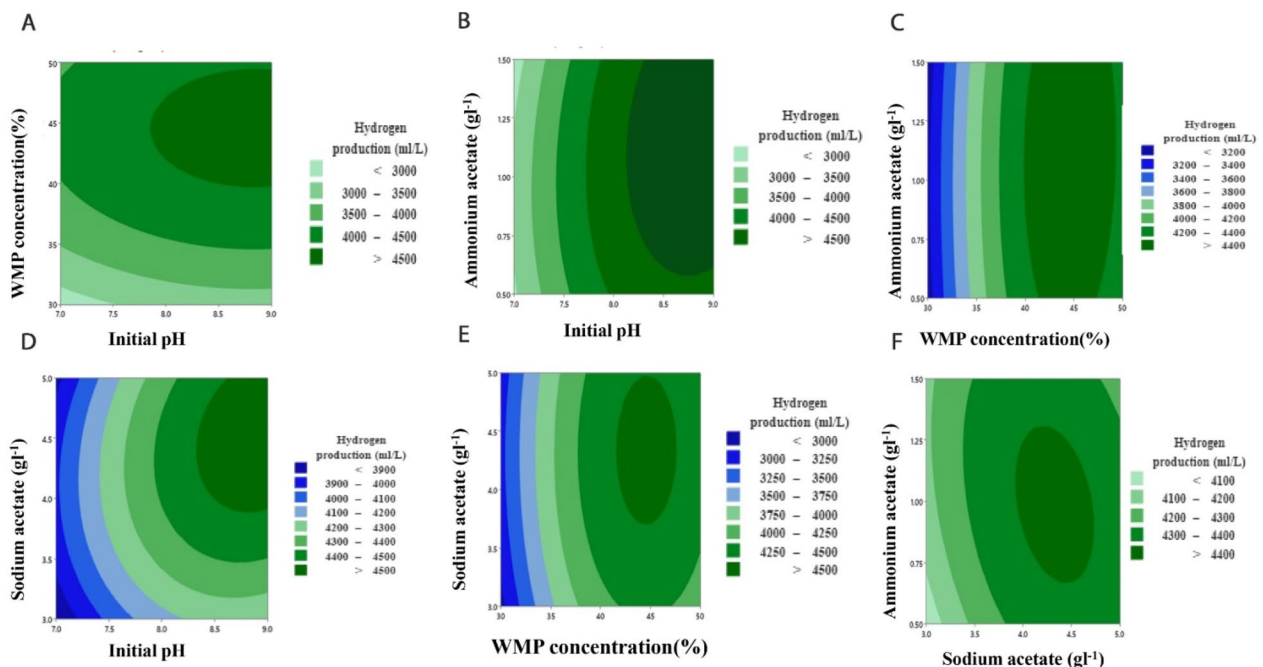 A
WMP concentration(%)
50
45
40
35
30
7.0 7.5 8.0 8.5 9.0
Initial pH
Hydrogen
production (ml/L)
< 3000
3000 – 3500
3500 – 4000
4000 – 4500
> 4500
B
Ammonium acetate (gl-1)
1.50
1.25
1.00
0.75
0.50
7.0 7.5 8.0 8.5 9.0
Initial pH
Hydrogen
production (ml/L)
< 3000
3000 – 3500
3500 – 4000
4000 – 4500
> 4500
C
Ammonium acetate (gl-1)
1.50
1.25
1.00
0.75
0.50
30 35 40 45 50
WMP concentration(%)
Hydrogen
production (ml/L)
< 3200
3200 – 3400
3400 – 3600
3600 – 3800
3800 – 4000
4000 – 4200
4200 – 4400
> 4400
D
Sodium acetate (gl-1)
5.0
4.5
4.0
3.5
3.0
7.0 7.5 8.0 8.5 9.0
Initial pH
Hydrogen
production (ml/L)
< 3900
3900 – 4000
4000 – 4100
4100 – 4200
4200 – 4300
4300 – 4400
4400 – 4500
> 4500
E
Sodium acetate (gl-1)
5.0
4.5
4.0
3.5
3.0
30 35 40 45 50
WMP concentration(%)
Hydrogen
production (ml/L)
< 3000
3000 – 3250
3250 – 3500
3500 – 3750
3750 – 4000
4000 – 4250
4250 – 4500
> 4500
F
Ammonium acetate (gl-1)
1.50
1.25
1.00
0.75
0.50
3.0 3.5 4.0 4.5 5.0
Sodium acetate (gl-1)
Hydrogen
production (ml/L)
< 4100
4100 – 4200
4200 – 4300
4300 – 4400
> 4400